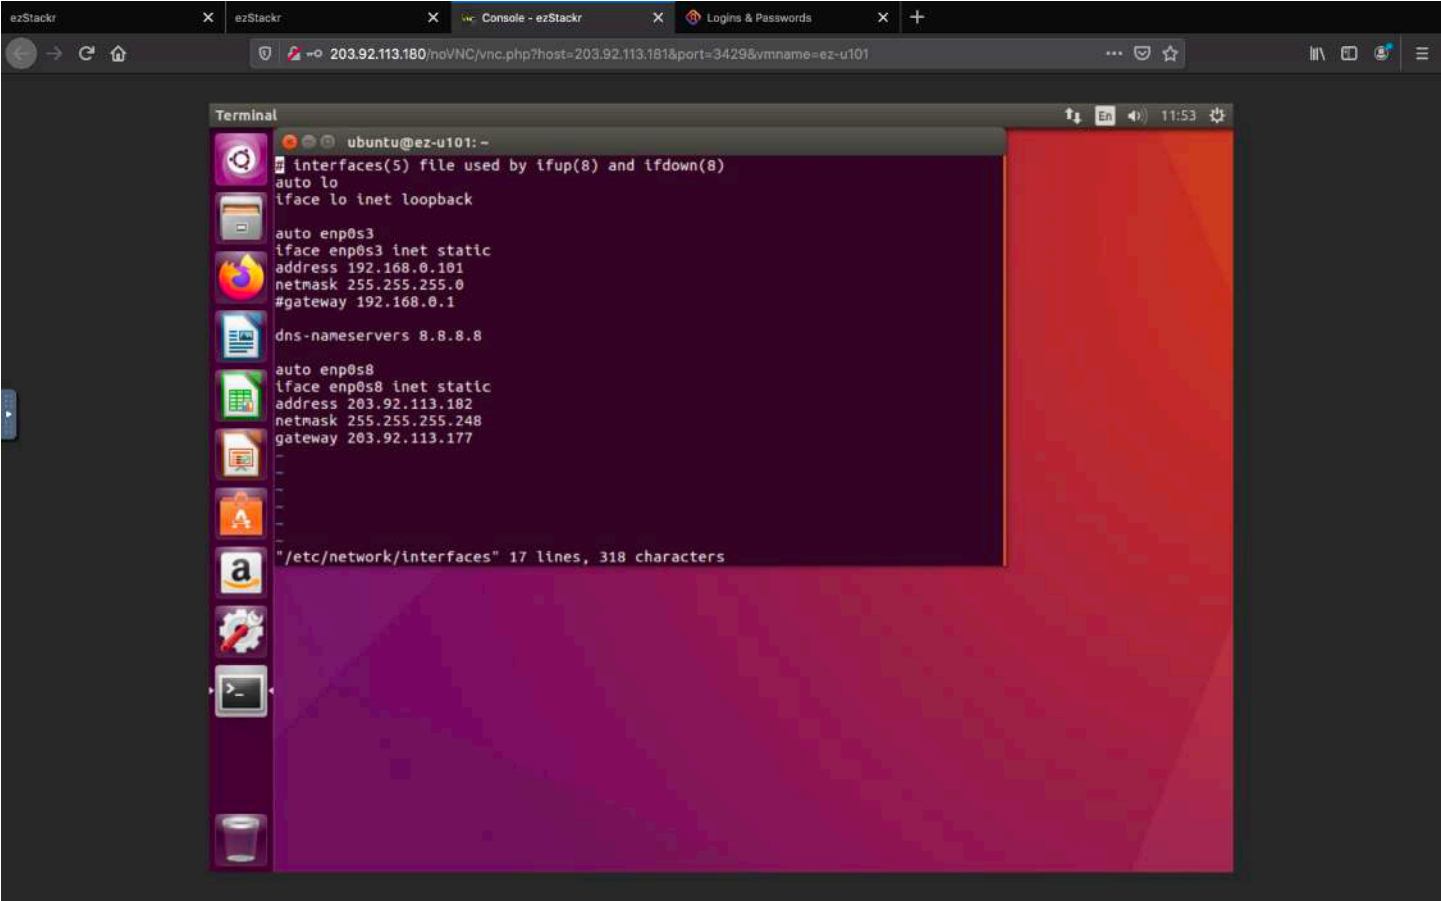 ezStackr
ezStackr
Console - ezStackr
Logins & Passwords
203.92.113.180/noVNC/vnc.php?host=203.92.113.181&port=3429&vmname=ez-u101
Terminal
En
11:53
ubuntu@ez-u101: ~
# interfaces(5) file used by ifup(8) and ifdown(8)
auto lo
iface lo inet loopback
auto enp0s3
iface enp0s3 inet static
address 192.168.0.101
netmask 255.255.255.0
#gateway 192.168.0.1
dns-nameservers 8.8.8.8
auto enp0s8
iface enp0s8 inet static
address 203.92.113.182
netmask 255.255.255.248
gateway 203.92.113.177
~
~
~
~
~
~
"/etc/network/interfaces" 17 lines, 318 characters